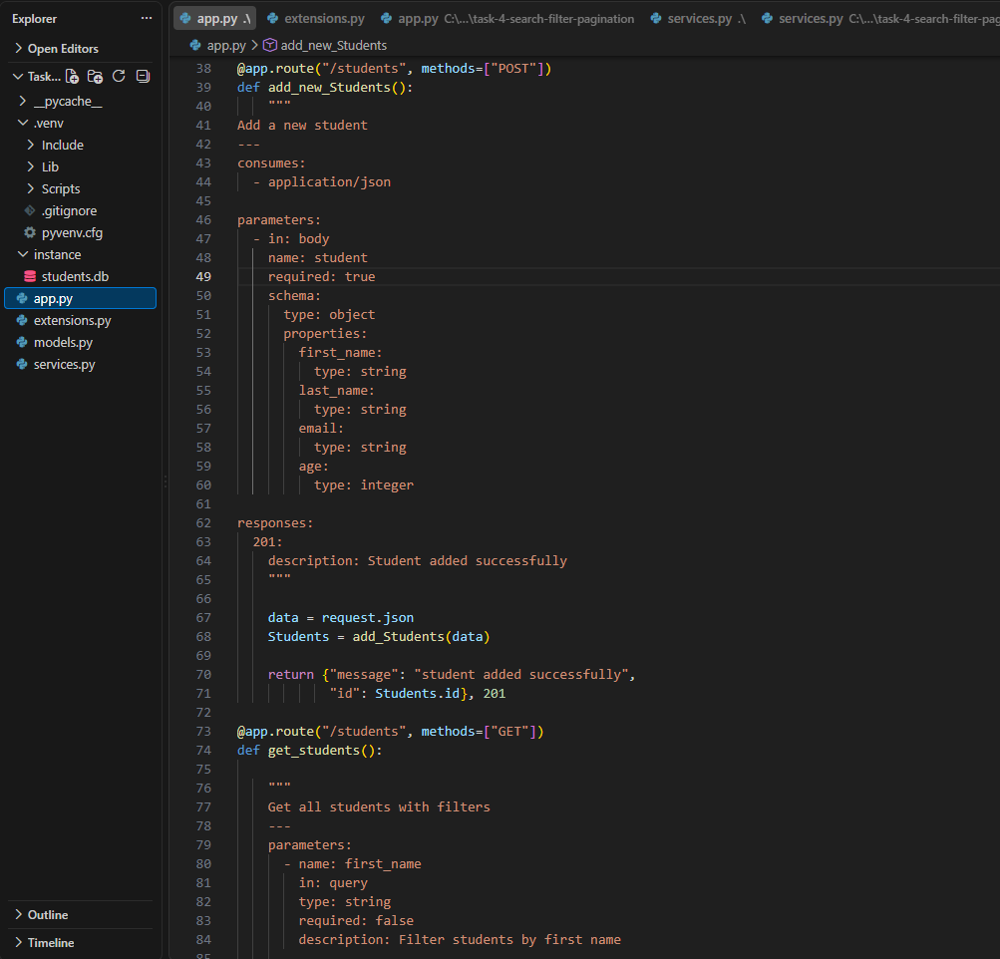 Explorer
Open Editors
Task...
__pycache__
.venv
Include
Lib
Scripts
.gitignore
pyvenv.cfg
instance
students.db
app.py
extensions.py
models.py
services.py
Outline
Timeline
app.py .\
extensions.py
app.py C:\...\task-4-search-filter-pagination
services.py .\
services.py C:\...\task-4-search-filter-pag
app.py > add_new_Students
38 @app.route("/students", methods=["POST"])
39 def add_new_Students():
40 """
41 Add a new student
42 ---
43 consumes:
44 - application/json
45
46 parameters:
47 - in: body
48 name: student
49 required: true
50 schema:
51 type: object
52 properties:
53 first_name:
54 type: string
55 last_name:
56 type: string
57 email:
58 type: string
59 age:
60 type: integer
61
62 responses:
63 201:
64 description: Student added successfully
65 """
66
67 data = request.json
68 Students = add_Students(data)
69
70 return {"message": "student added successfully",
71 "id": Students.id}, 201
72
73 @app.route("/students", methods=["GET"])
74 def get_students():
75
76 """
77 Get all students with filters
78 ---
79 parameters:
80 - name: first_name
81 in: query
82 type: string
83 required: false
84 description: Filter students by first name
85